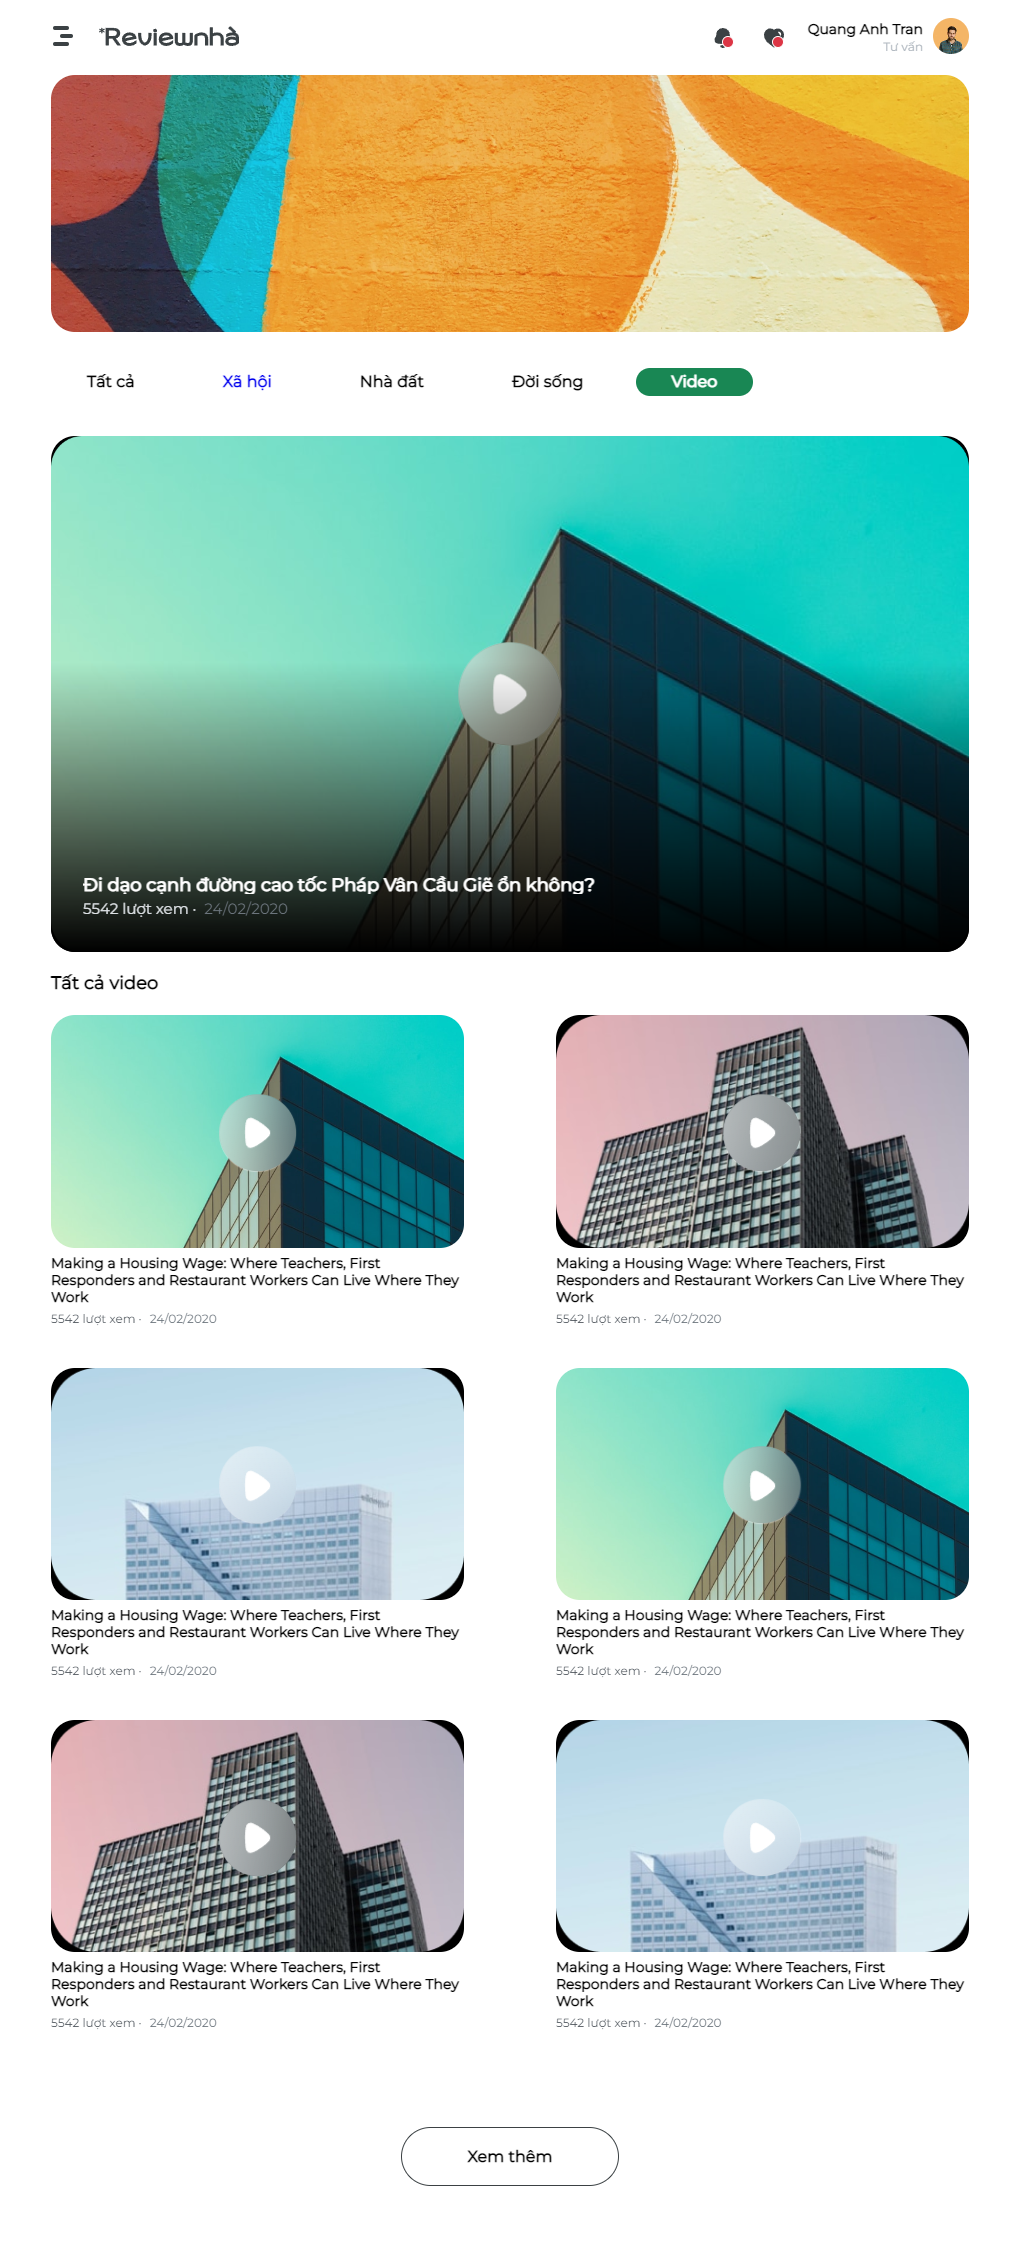 *Reviewnhà
Quang Anh Tran
Tư vấn
Tất cả
Xã hội
Nhà đất
Đời sống
Video
Đi dạo cạnh đường cao tốc Pháp Vân Cầu Giẽ ổn không?
5542 lượt xem · 24/02/2020
Tất cả video
Making a Housing Wage: Where Teachers, First
Responders and Restaurant Workers Can Live Where They
Work
5542 lượt xem · 24/02/2020
Making a Housing Wage: Where Teachers, First
Responders and Restaurant Workers Can Live Where They
Work
5542 lượt xem · 24/02/2020
Making a Housing Wage: Where Teachers, First
Responders and Restaurant Workers Can Live Where They
Work
5542 lượt xem · 24/02/2020
Making a Housing Wage: Where Teachers, First
Responders and Restaurant Workers Can Live Where They
Work
5542 lượt xem · 24/02/2020
Making a Housing Wage: Where Teachers, First
Responders and Restaurant Workers Can Live Where They
Work
5542 lượt xem · 24/02/2020
Making a Housing Wage: Where Teachers, First
Responders and Restaurant Workers Can Live Where They
Work
5542 lượt xem · 24/02/2020
Xem thêm